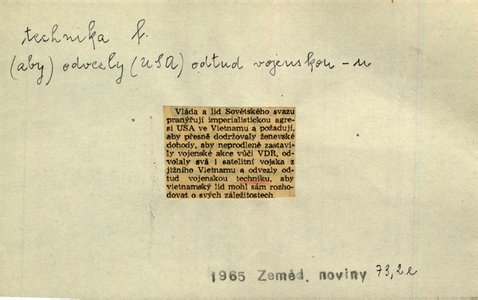 technika f.
(aby) odvezly (USA) odtud vojenskou -u
Vláda a lid Sovětského svazu
pranýřují imperialistickou agre-
si USA ve Vietnamu a požadují,
aby přesně dodržovaly ženevské
dohody, aby neprodleně zastavi-
ly vojenské akce vůči VDR, od-
volaly svá i satelitní vojska z
jižního Vietnamu a odvezly od-
tud vojenskou techniku, aby
vietnamský lid mohl sám rozho-
dovat o svých záležitostech.
1965 Zeměd. noviny 73, 2 e